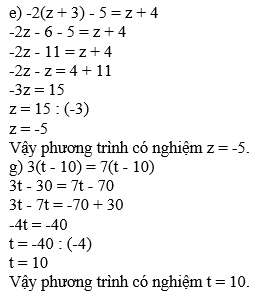 e) -2(z + 3) - 5 = z + 4
-2z - 6 - 5 = z + 4
-2z - 11 = z + 4
-2z - z = 4 + 11
-3z = 15
z = 15 : (-3)
z = -5
Vậy phương trình có nghiệm z = -5.
g) 3(t - 10) = 7(t - 10)
3t - 30 = 7t - 70
3t - 7t = -70 + 30
-4t = -40
t = -40 : (-4)
t = 10
Vậy phương trình có nghiệm t = 10.